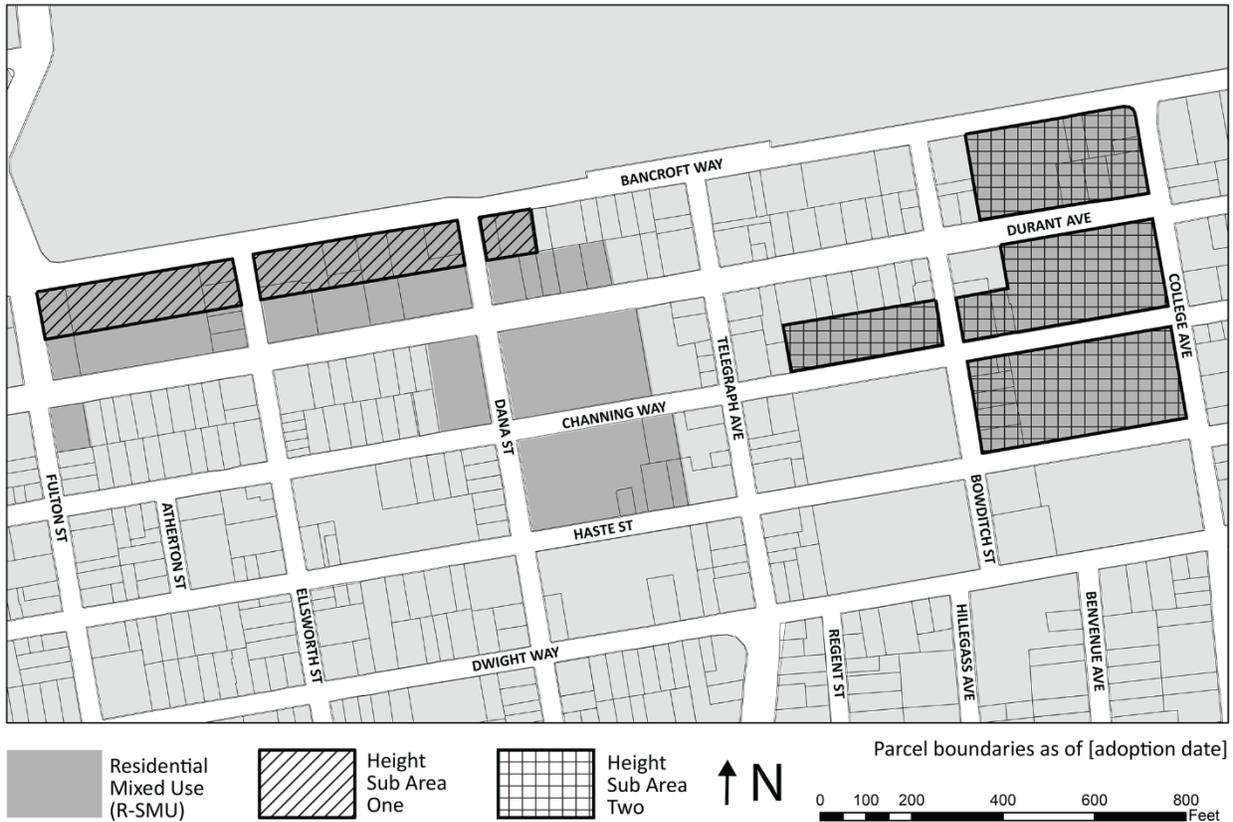 BANCROFT WAY
DURANT AVE
COLLEGE AVE
TELEGRAPH AVE
DANA ST
CHANNING WAY
FULTON ST
ATHERTON ST
HASTE ST
BOWDITCH ST
ELLSWORTH ST
DWIGHT WAY
REGENT ST
HILLEGASS AVE
BENVENUE AVE
Residential
Mixed Use
(R-SMU)
Height
Sub Area
One
Height
Sub Area
Two
N
Parcel boundaries as of [adoption date]
0 100 200 400 600 800
Feet